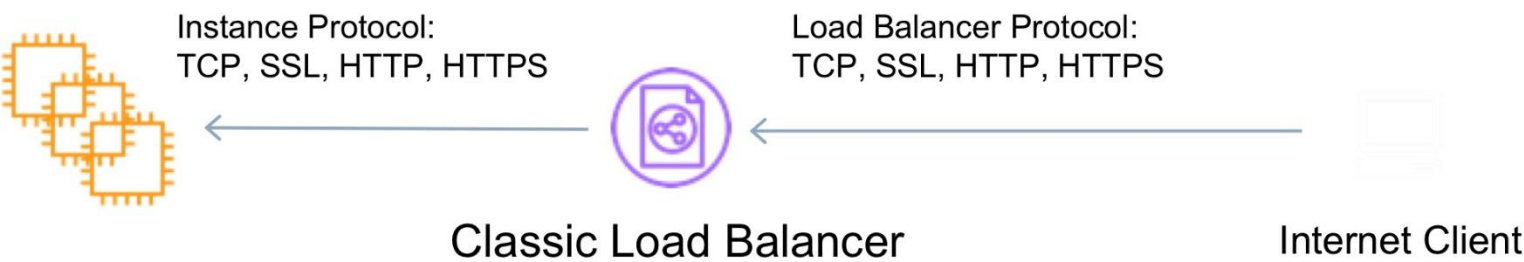 Instance Protocol:
TCP, SSL, HTTP, HTTPS
Load Balancer Protocol:
TCP, SSL, HTTP, HTTPS
Classic Load Balancer
Internet Client